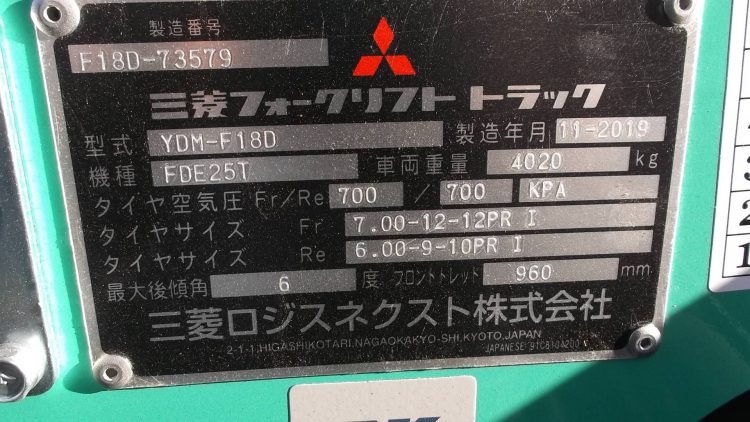 製造番号
F18D-73579
三菱フォークリフト トラック
型式 YDM-F18D 製造年月 11-2019
機種 FDE25T 車両重量 4020 kg
タイヤ空気圧 Fr/Re 700 / 700 KPA
タイヤサイズ Fr 7.00-12-12PR I
タイヤサイズ Re 6.00-9-10PR I
最大後傾角 6 度 フロントトレッド 960 mm
三菱ロジスネクスト株式会社
2-1-1,HIGASHIKOTARI,NAGAOKAKYO-SHI,KYOTO,JAPAN
JAPANESE
3
2
1